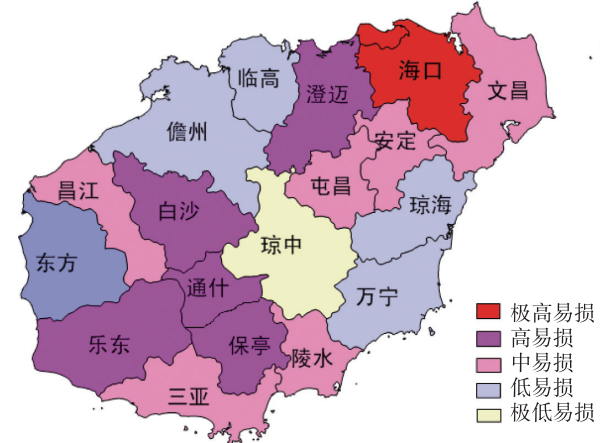 临高
澄迈
海口
文昌
儋州
安定
昌江
白沙
屯昌
琼海
东方
琼中
通什
万宁
乐东
保亭
陵水
三亚
极高易损
高易损
中易损
低易损
极低易损